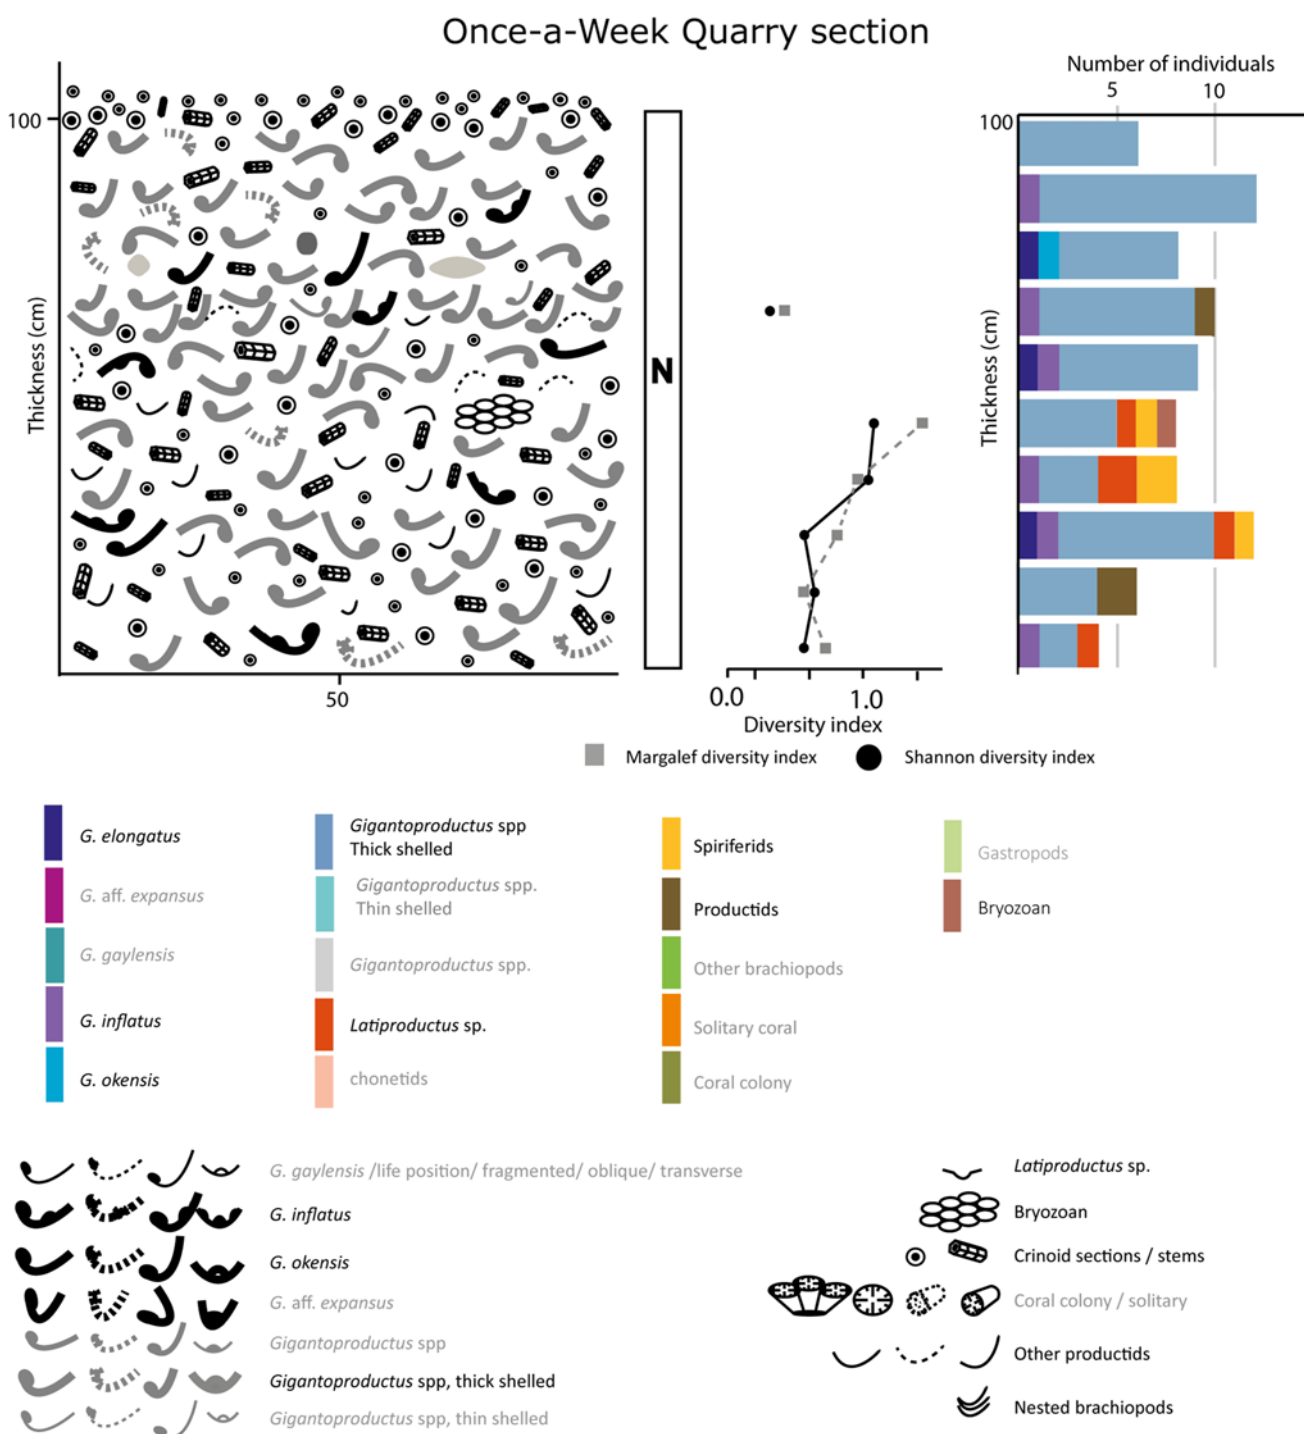 Once-a-Week Quarry section
Number of individuals
5 10
100
100
Thickness (cm)
N
Thickness (cm)
50
0.0 1.0
Diversity index
Margalef diversity index
Shannon diversity index
G. elongatus
G. aff. expansus
G. gaylensis
G. inflatus
G. okensis
Gigantoproductus spp
Thick shelled
Gigantoproductus spp.
Thin shelled
Gigantoproductus spp.
Latiproductus sp.
chonetids
Spiriferids
Productids
Other brachiopods
Solitary coral
Coral colony
Gastropods
Bryozoan
G. gaylensis /life position/ fragmented/ oblique/ transverse
G. inflatus
G. okensis
G. aff. expansus
Gigantoproductus spp
Gigantoproductus spp, thick shelled
Gigantoproductus spp, thin shelled
Latiproductus sp.
Bryozoan
Crinoid sections / stems
Coral colony / solitary
Other productids
Nested brachiopods